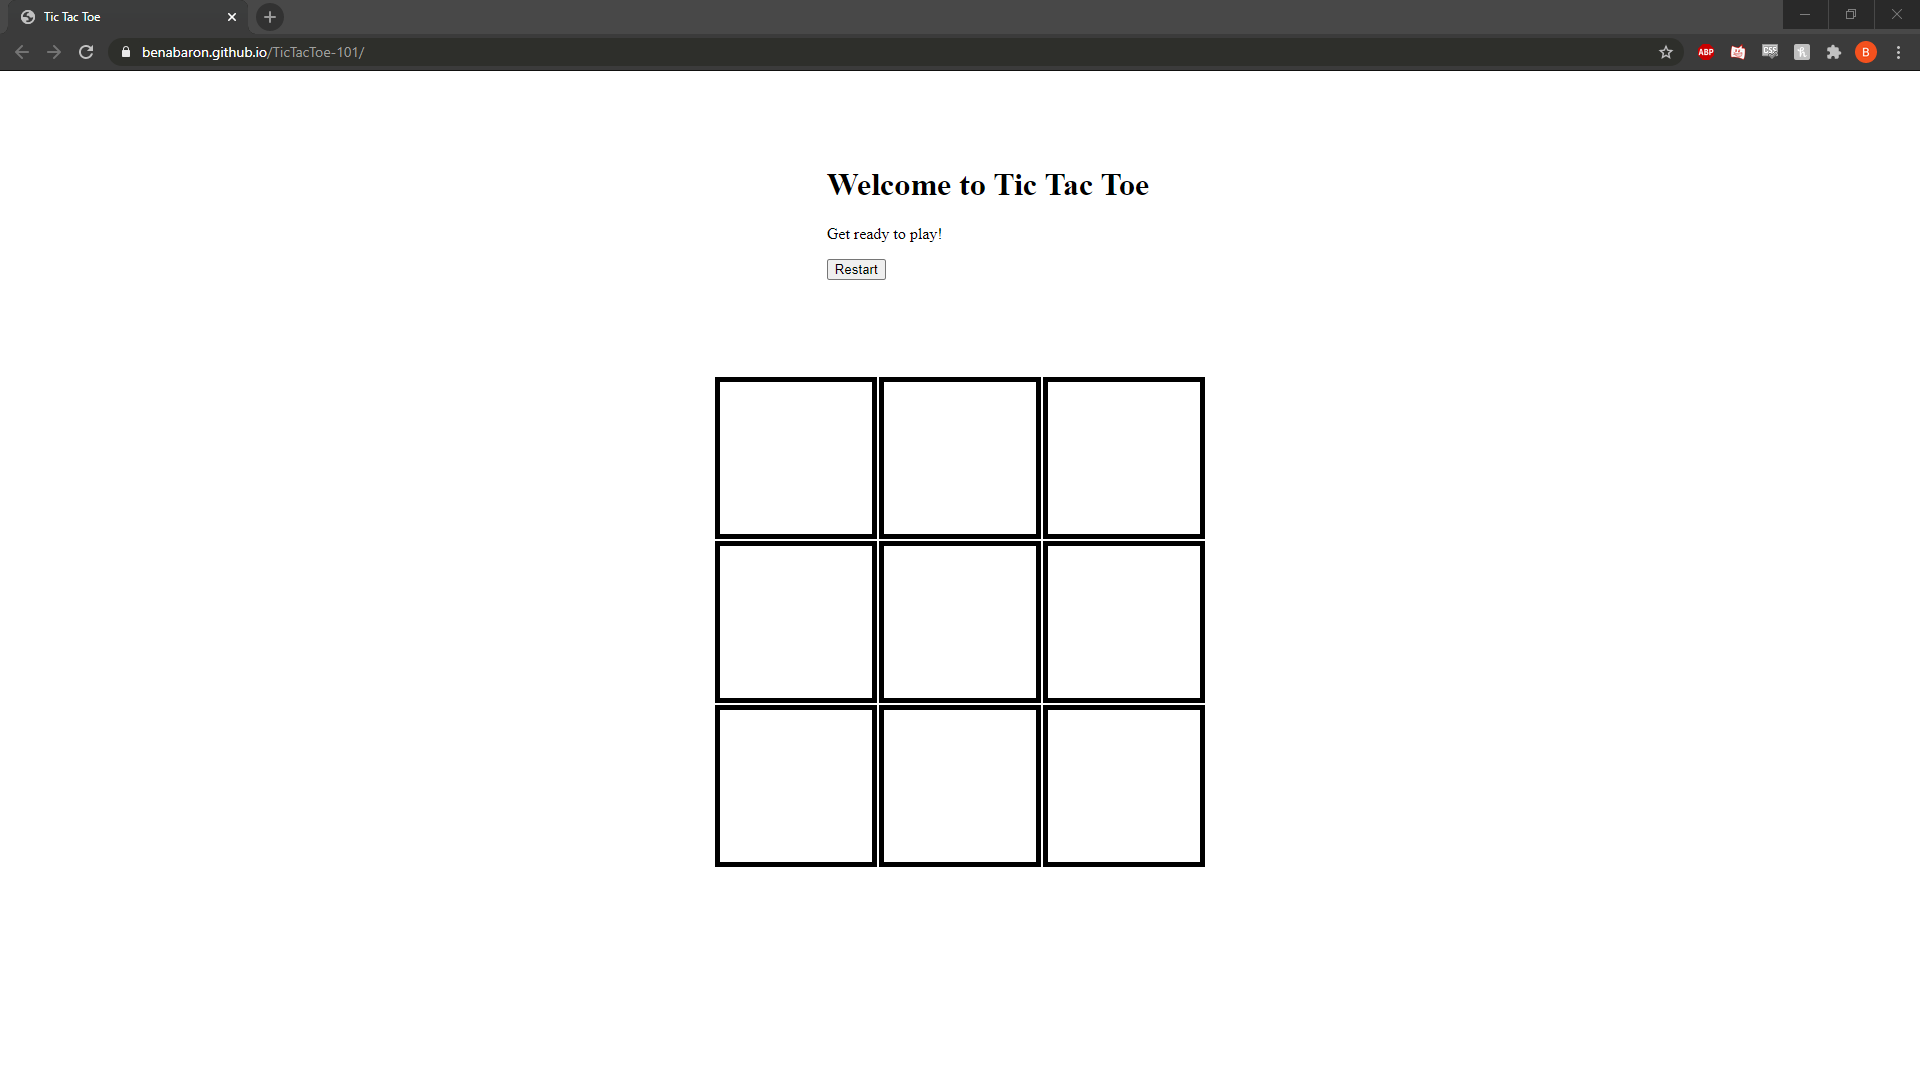 Tic Tac Toe
benabaron.github.io/TicTacToe-101/
ABP
B
Welcome to Tic Tac Toe
Get ready to play!
Restart